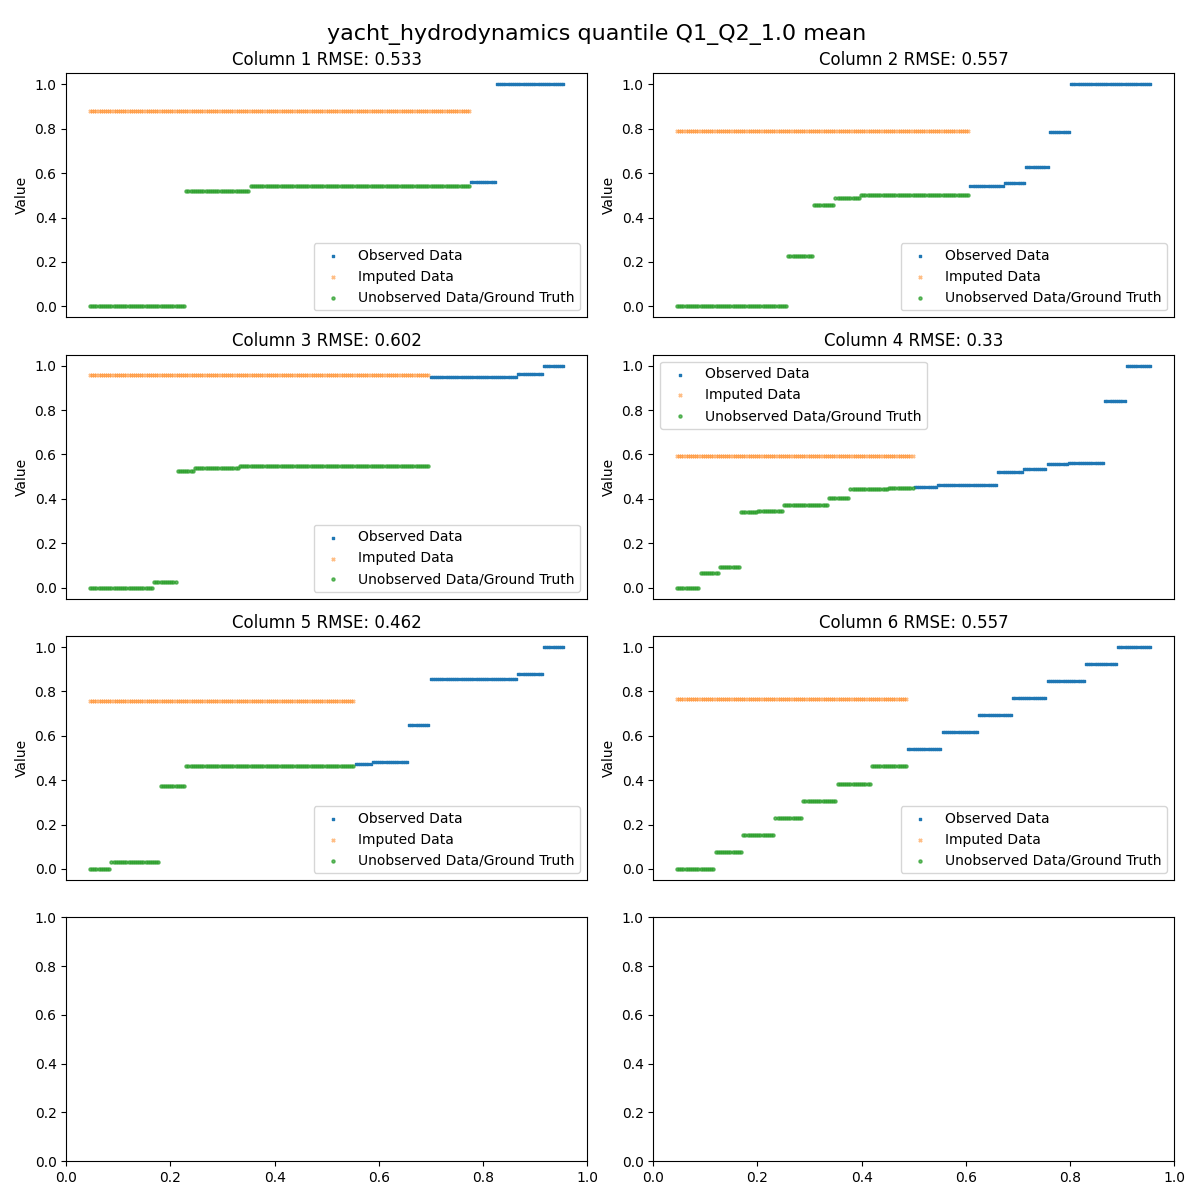 yacht_hydrodynamics quantile Q1_Q2_1.0 mean
Column 1 RMSE: 0.533
1.0
0.8
0.6
0.4
0.2
0.0
Value
Observed Data
Imputed Data
Unobserved Data/Ground Truth
Column 2 RMSE: 0.557
1.0
0.8
0.6
0.4
0.2
0.0
Value
Observed Data
Imputed Data
Unobserved Data/Ground Truth
Column 3 RMSE: 0.602
1.0
0.8
0.6
0.4
0.2
0.0
Value
Observed Data
Imputed Data
Unobserved Data/Ground Truth
Column 4 RMSE: 0.33
1.0
0.8
0.6
0.4
0.2
0.0
Value
Observed Data
Imputed Data
Unobserved Data/Ground Truth
Column 5 RMSE: 0.462
1.0
0.8
0.6
0.4
0.2
0.0
Value
Observed Data
Imputed Data
Unobserved Data/Ground Truth
Column 6 RMSE: 0.557
1.0
0.8
0.6
0.4
0.2
0.0
Value
Observed Data
Imputed Data
Unobserved Data/Ground Truth
1.0
0.8
0.6
0.4
0.2
0.0
0.0 0.2 0.4 0.6 0.8 1.0
1.0
0.8
0.6
0.4
0.2
0.0
0.0 0.2 0.4 0.6 0.8 1.0